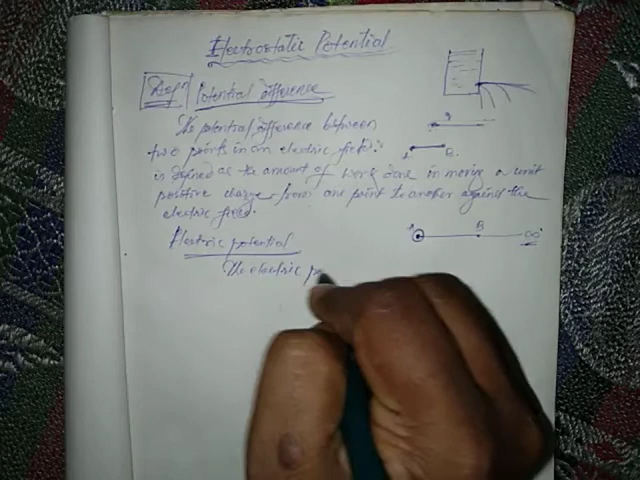 Electrostatic Potential
Defn Potential difference
The potential difference between
two points in an electric field.
is defined as the amount of work done in moving a unit
positive charge from one point to another against the
electric field.
B
∞
Electric potential
The electric p